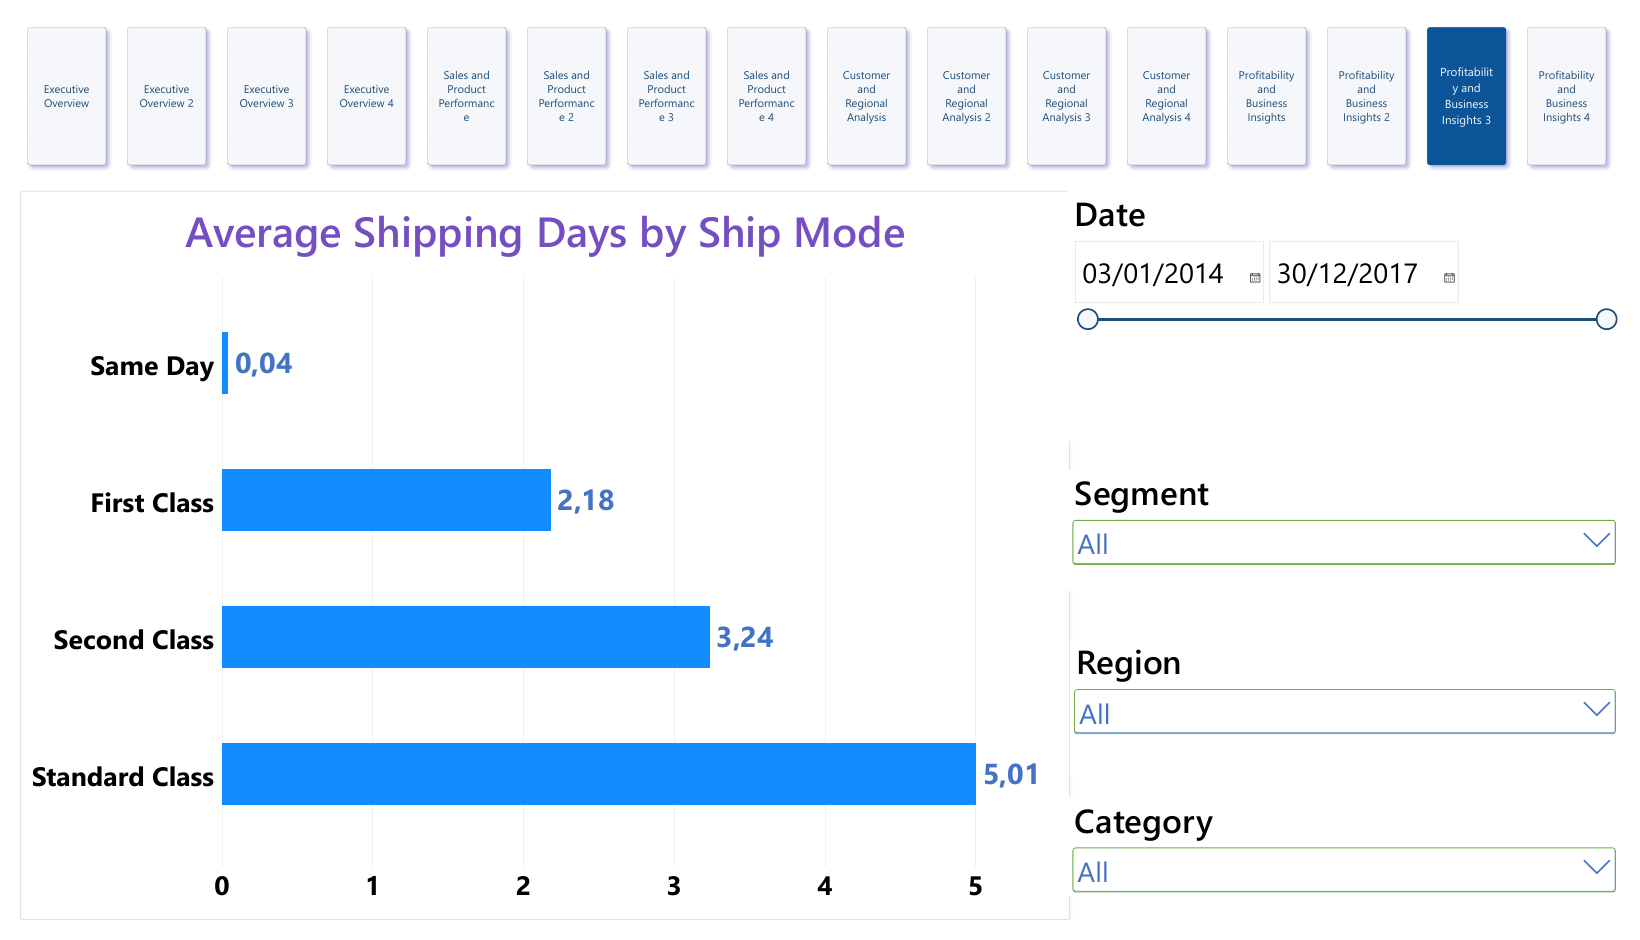 Executive
Overview
Executive
Overview 2
Executive
Overview 3
Executive
Overview 4
Sales and
Product
Performanc
e
Sales and
Product
Performanc
e 2
Sales and
Product
Performanc
e 3
Sales and
Product
Performanc
e 4
Customer
and
Regional
Analysis
Customer
and
Regional
Analysis 2
Customer
and
Regional
Analysis 3
Customer
and
Regional
Analysis 4
Profitability
and
Business
Insights
Profitability
and
Business
Insights 2
Profitabilit
y and
Business
Insights 3
Profitability
and
Business
Insights 4
Average Shipping Days by Ship Mode
Same Day 0,04
First Class 2,18
Second Class 3,24
Standard Class 5,01
0 1 2 3 4 5
Date
03/01/2014 30/12/2017
Segment
All
Region
All
Category
All